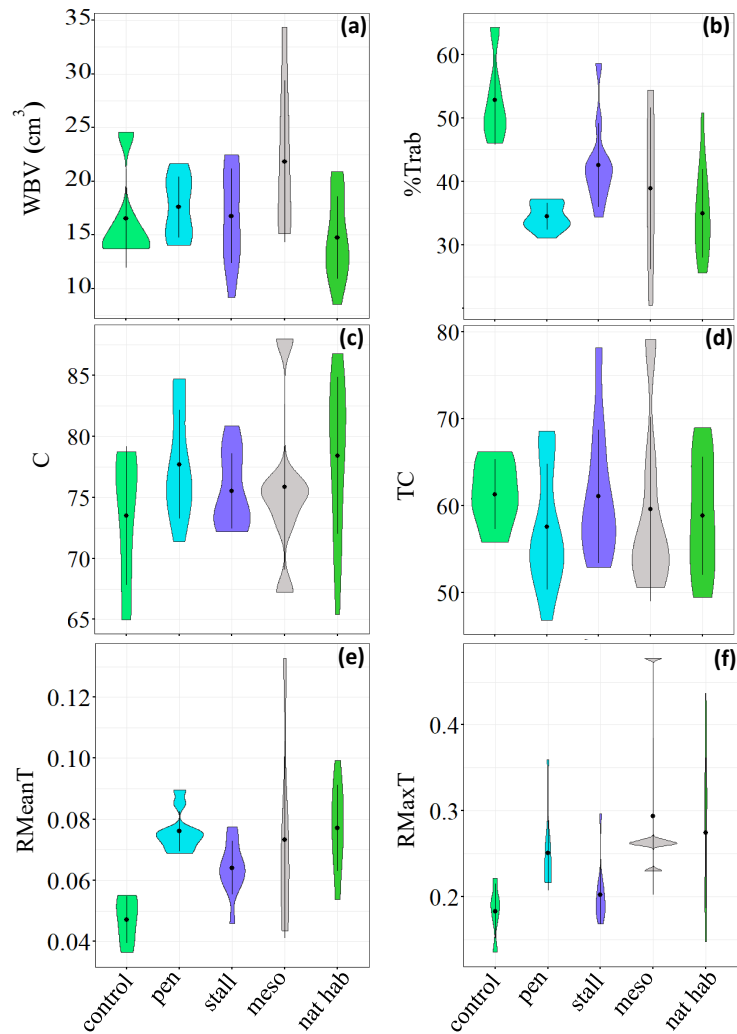 (a)
WBV (cm³)
35
30
25
20
15
10
(b)
%Trab
60
50
40
30
(c)
C
85
80
75
70
65
(d)
TC
80
70
60
50
(e)
RMeanT
0.12
0.10
0.08
0.06
0.04
control
pen
stall
meso
nat hab
(f)
RMaxT
0.4
0.3
0.2
control
pen
stall
meso
nat hab